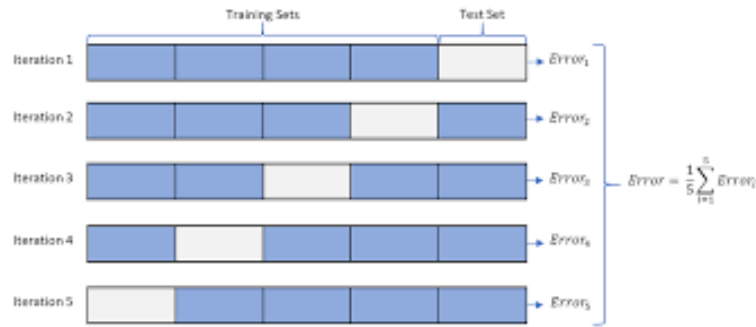 Training Sets
Test Set
Iteration 1
Error₁
Iteration 2
Error₂
Iteration 3
Error₃
Iteration 4
Error₄
Iteration 5
Error₅
Error = 1/5 ∑ Errorᵢ